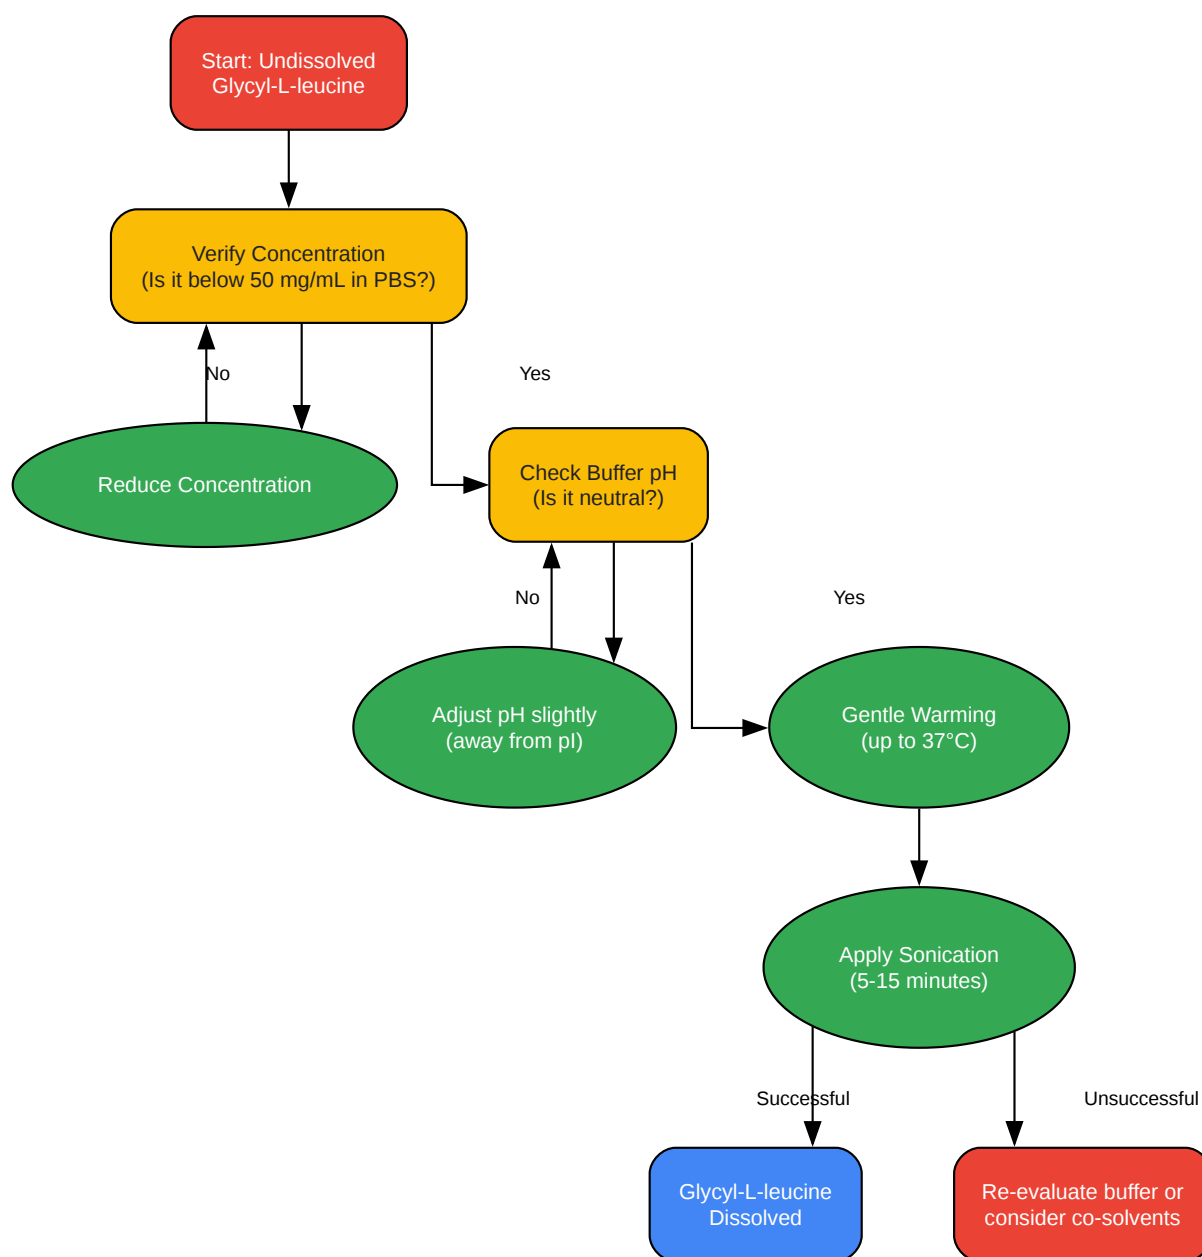 Start: Undissolved
Glycyl-L-leucine
Verify Concentration
(Is it below 50 mg/mL in PBS?)
No
Yes
Reduce Concentration
Check Buffer pH
(Is it neutral?)
No
Yes
Adjust pH slightly
(away from pI)
Gentle Warming
(up to 37°C)
Apply Sonication
(5-15 minutes)
Successful
Unsuccessful
Glycyl-L-leucine
Dissolved
Re-evaluate buffer or
consider co-solvents